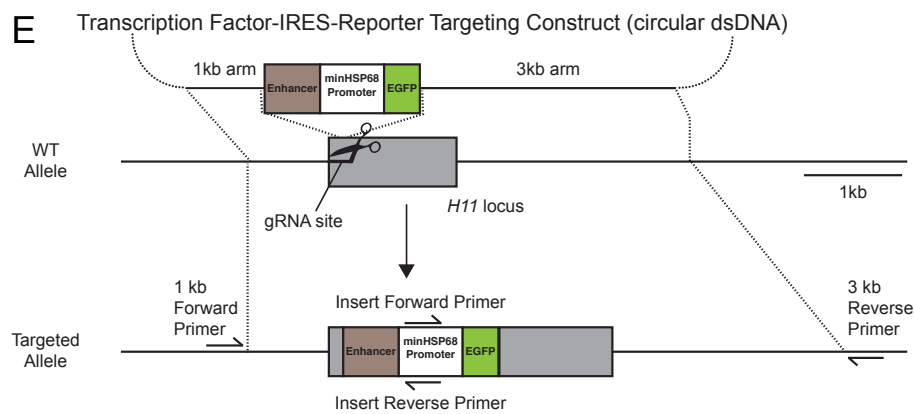 E
Transcription Factor-IRES-Reporter Targeting Construct (circular dsDNA)
1kb arm
3kb arm
Enhancer
minHSP68
Promoter
EGFP
WT
Allele
gRNA site
H11 locus
1kb
1 kb
Forward
Primer
Insert Forward Primer
3 kb
Reverse
Primer
Targeted
Allele
Enhancer
minHSP68
Promoter
EGFP
Insert Reverse Primer